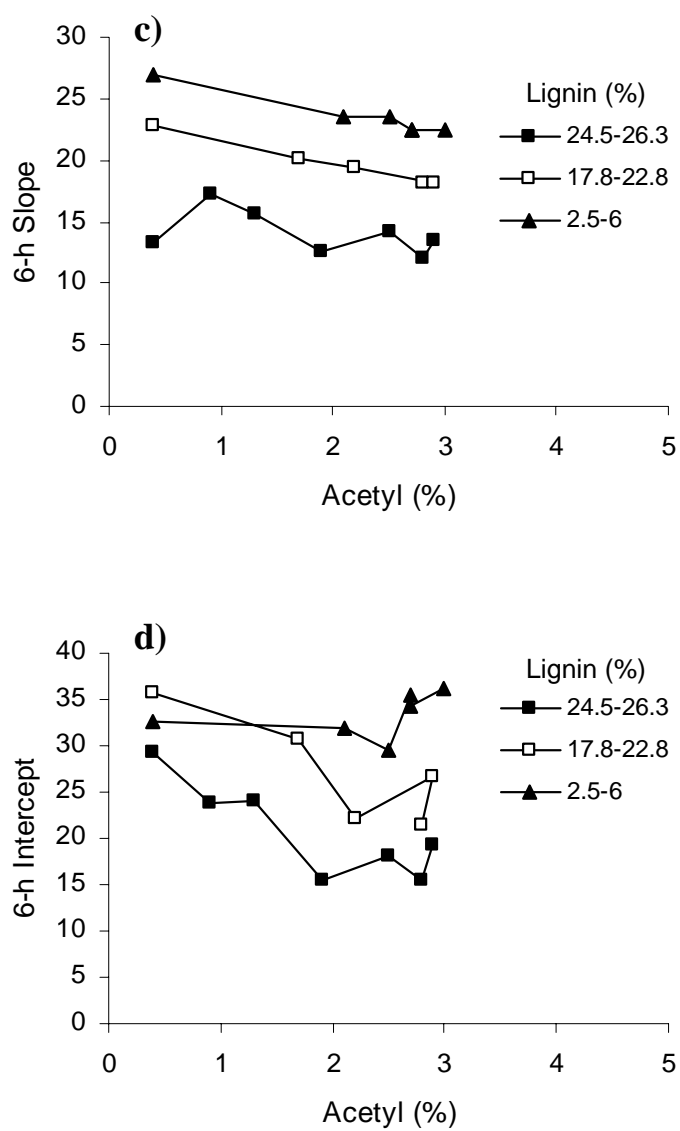 c)
30
25
20
15
10
5
0
6-h Slope
0 1 2 3 4 5
Acetyl (%)
Lignin (%)
24.5-26.3
17.8-22.8
2.5-6
d)
40
35
30
25
20
15
10
5
0
6-h Intercept
0 1 2 3 4 5
Acetyl (%)
Lignin (%)
24.5-26.3
17.8-22.8
2.5-6